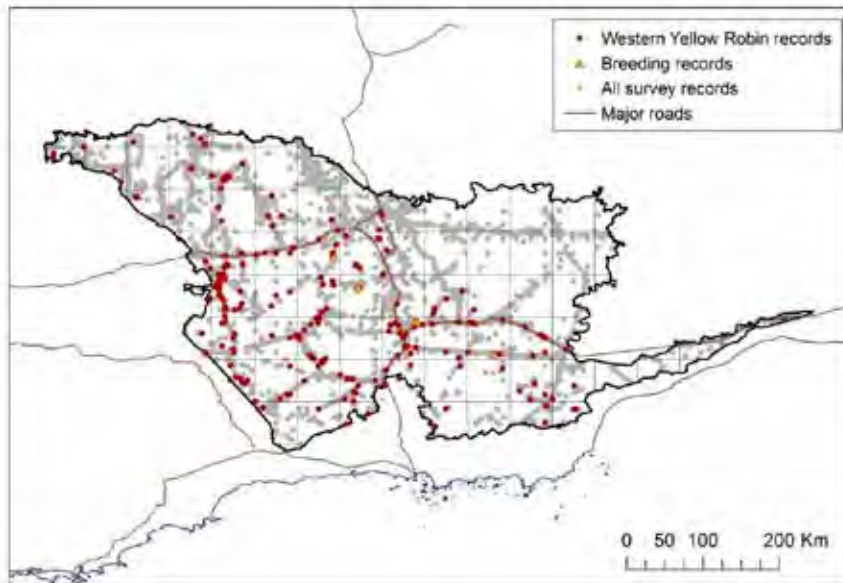 Western Yellow Robin records
Breeding records
All survey records
Major roads
0 50 100 200 Km